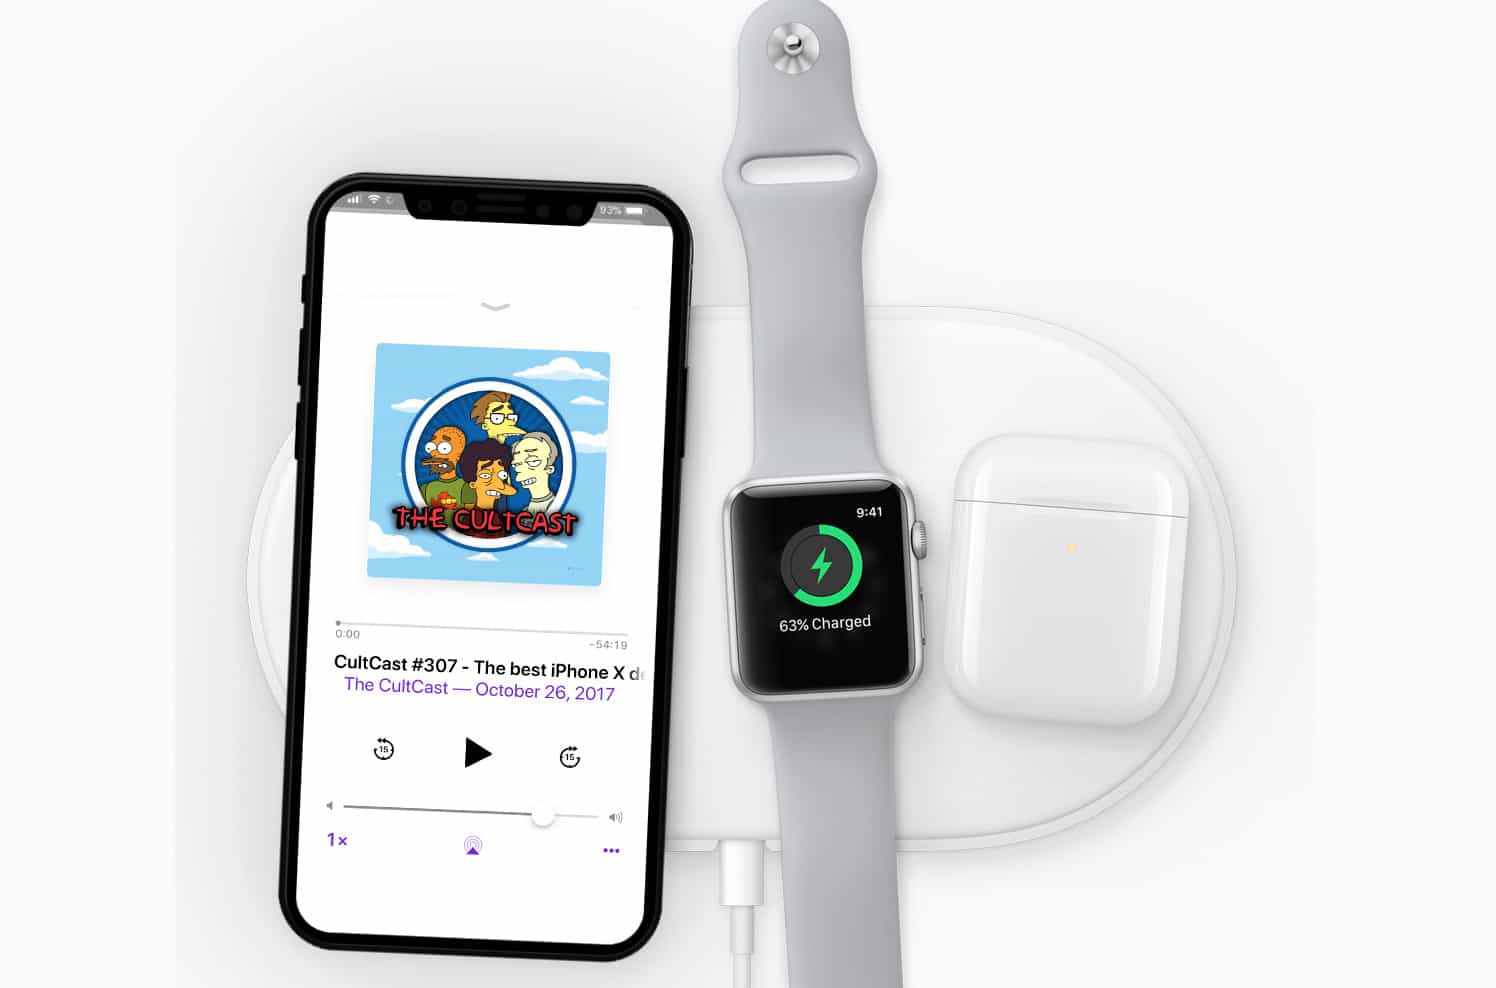 93%
THE CULTCAST
0:00
-54:19
CultCast #307 - The best iPhone X d
The CultCast — October 26, 2017
15
15
1×
9:41
63% Charged